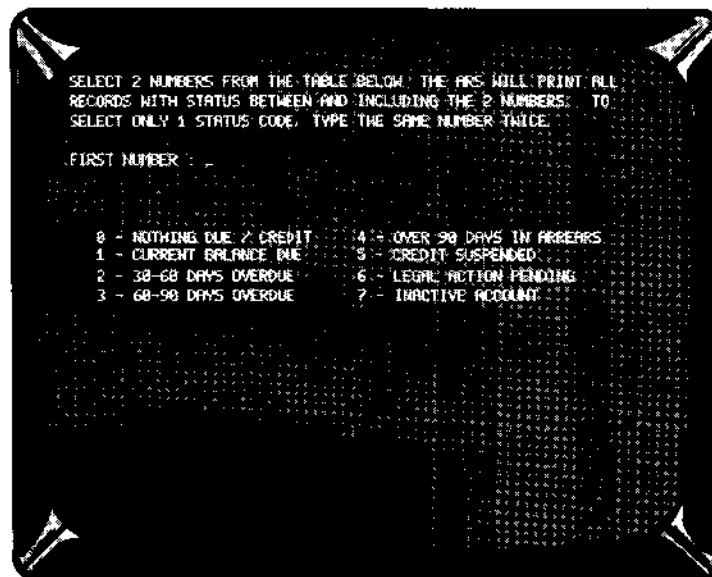 SELECT 2 NUMBERS FROM THE TABLE BELOW. THE ARS WILL PRINT ALL
RECORDS WITH STATUS BETWEEN AND INCLUDING THE 2 NUMBERS. TO
SELECT ONLY 1 STATUS CODE, TYPE THE SAME NUMBER TWICE.
FIRST NUMBER : _
0 - NOTHING DUE / CREDIT 4 - OVER 90 DAYS IN ARREARS
1 - CURRENT BALANCE DUE 5 - CREDIT SUSPENDED
2 - 30-60 DAYS OVERDUE 6 - LEGAL ACTION PENDING
3 - 60-90 DAYS OVERDUE 7 - INACTIVE ACCOUNT